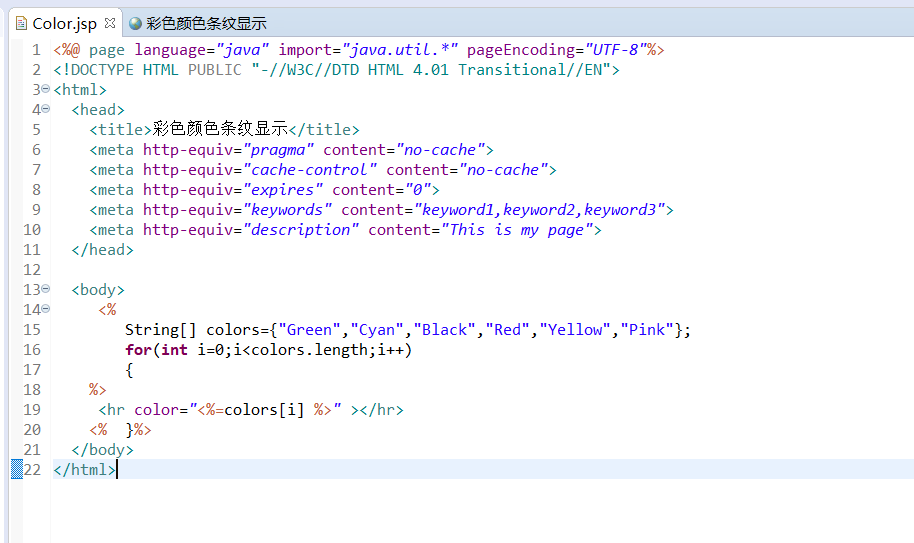 Color.jsp 彩色颜色条纹显示
1 <%@ page language="java" import="java.util.*" pageEncoding="UTF-8"%>
2 <!DOCTYPE HTML PUBLIC "-//W3C//DTD HTML 4.01 Transitional//EN">
3 <html>
4 <head>
5 <title>彩色颜色条纹显示</title>
6 <meta http-equiv="pragma" content="no-cache">
7 <meta http-equiv="cache-control" content="no-cache">
8 <meta http-equiv="expires" content="0">
9 <meta http-equiv="keywords" content="keyword1,keyword2,keyword3">
10 <meta http-equiv="description" content="This is my page">
11 </head>
12
13 <body>
14 <%
15 String[] colors={"Green","Cyan","Black","Red","Yellow","Pink"};
16 for(int i=0;i<colors.length;i++)
17 {
18 %>
19 <hr color="<%=colors[i] %>" ></hr>
20 <% }%>
21 </body>
22 </html>